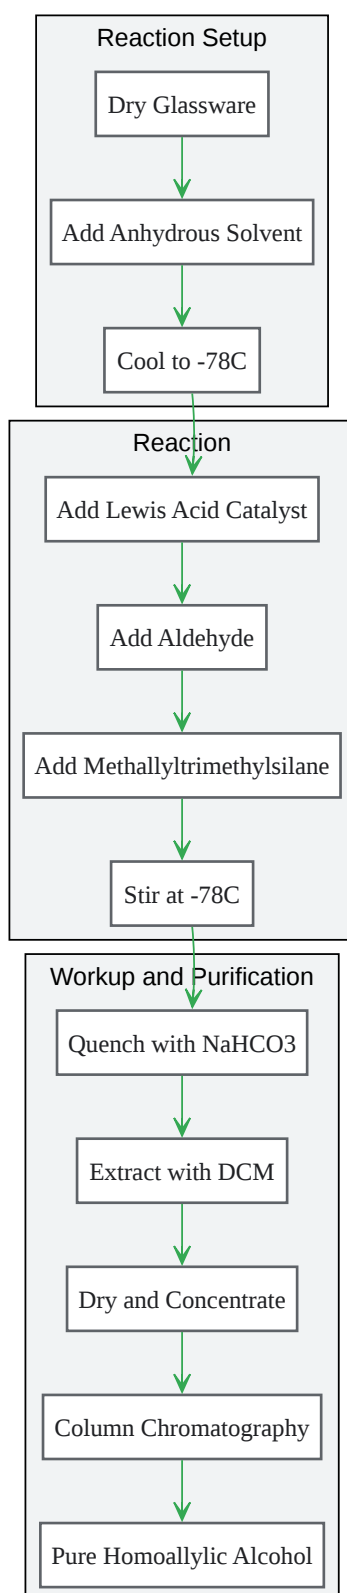 Reaction Setup
Dry Glassware
Add Anhydrous Solvent
Cool to -78C
Reaction
Add Lewis Acid Catalyst
Add Aldehyde
Add Methallyltrimethylsilane
Stir at -78C
Workup and Purification
Quench with NaHCO3
Extract with DCM
Dry and Concentrate
Column Chromatography
Pure Homoallylic Alcohol